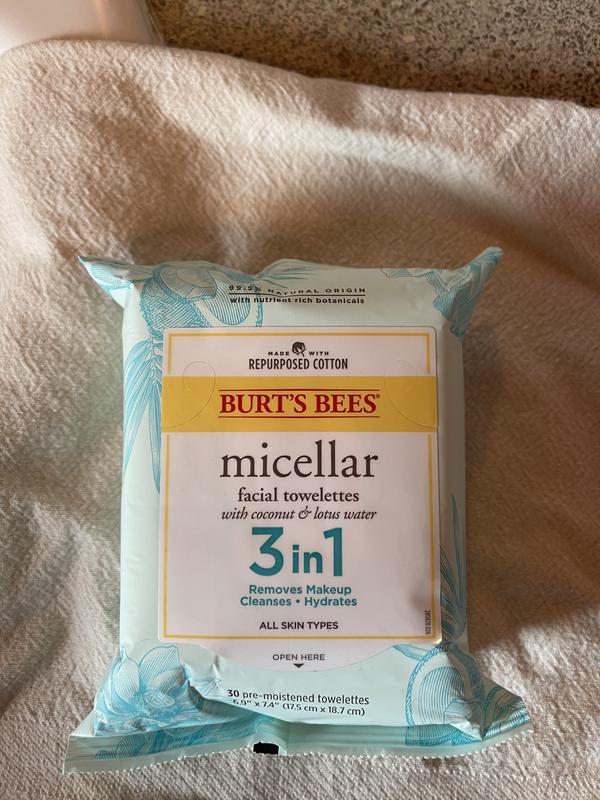 99.5% NATURAL ORIGIN
with nutrient rich botanicals
MADE WITH
REPURPOSED COTTON
BURT'S BEES®
micellar
facial towelettes
with coconut & lotus water
3 in 1
Removes Makeup
Cleanses • Hydrates
ALL SKIN TYPES
OPEN HERE
30 pre-moistened towelettes
6.9" x 7.4" (17.5 cm x 18.7 cm)